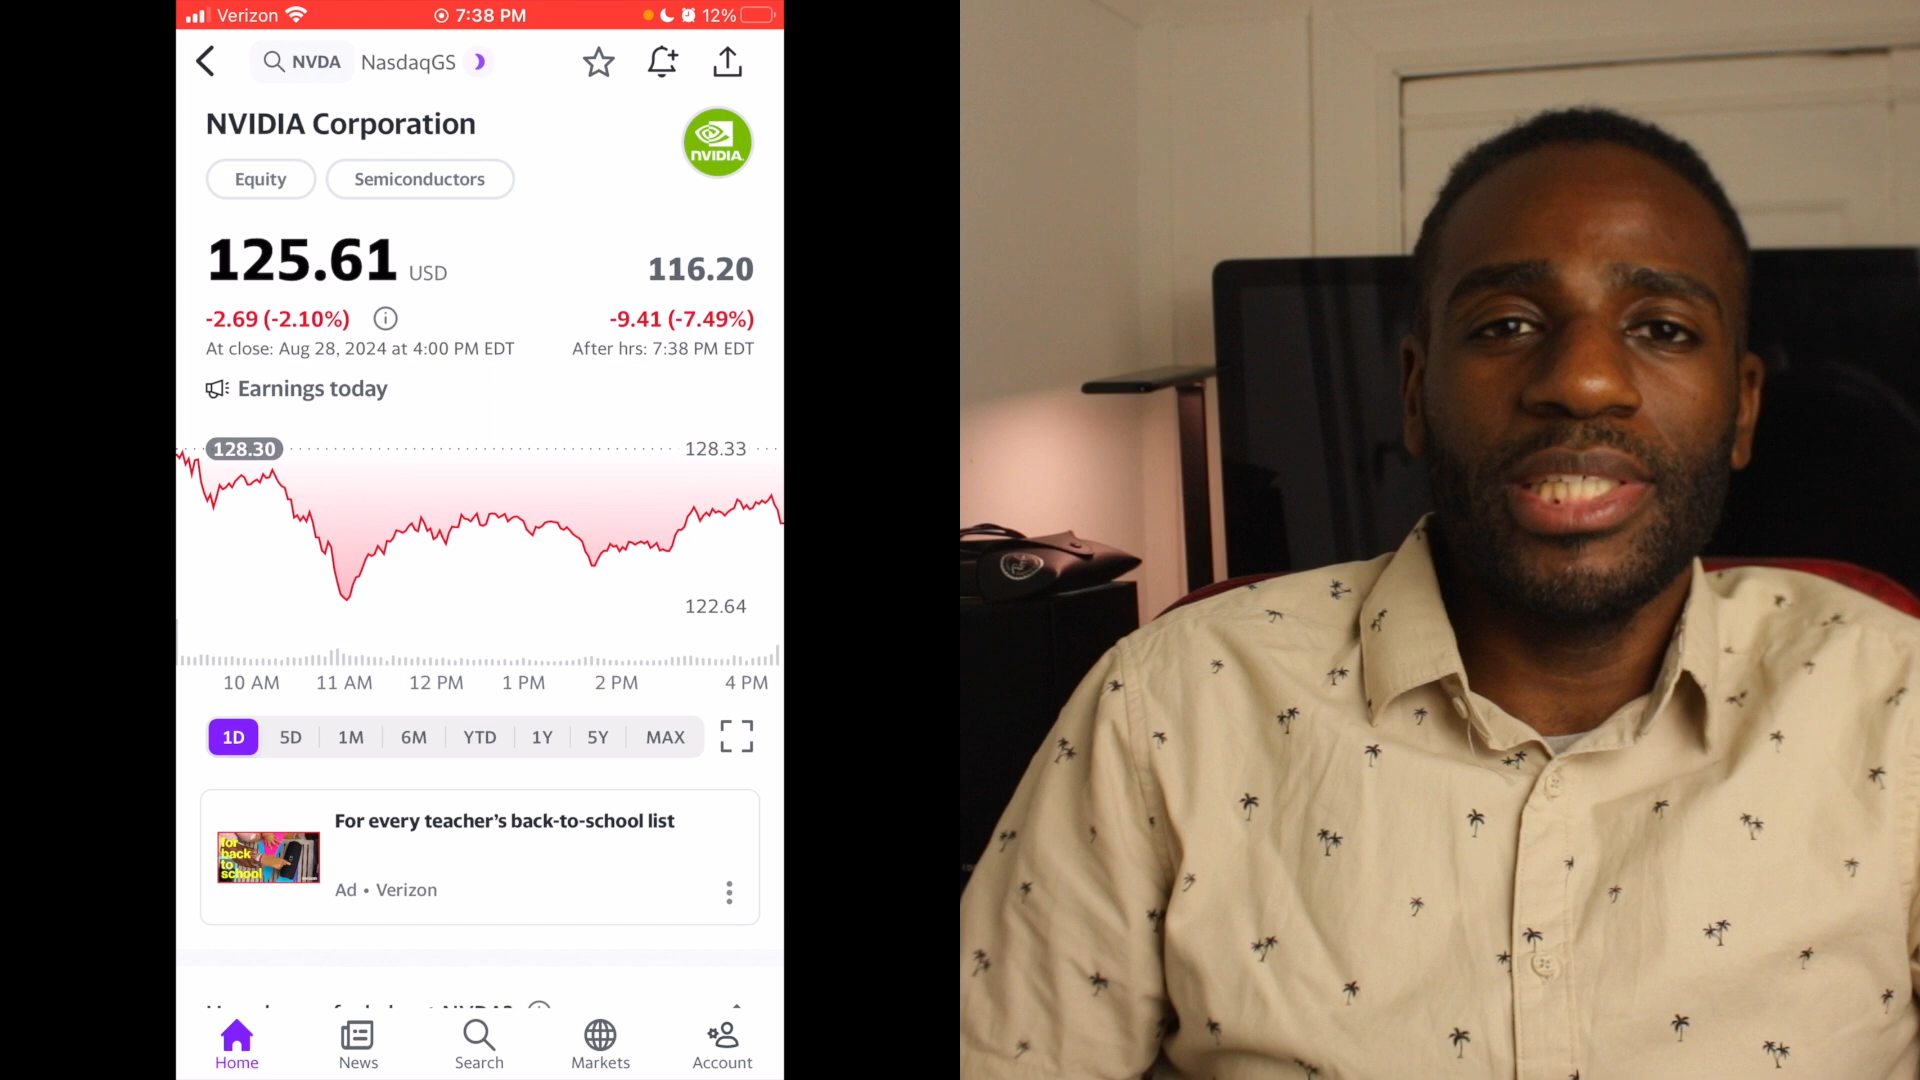 Verizon 7:38 PM 12%
NVDA NasdaqGS
NVIDIA Corporation
NVIDIA
Equity Semiconductors
125.61 USD 116.20
-2.69 (-2.10%) -9.41 (-7.49%)
At close: Aug 28, 2024 at 4:00 PM EDT After hrs: 7:38 PM EDT
Earnings today
128.30 128.33
122.64
10 AM 11 AM 12 PM 1 PM 2 PM 4 PM
1D 5D 1M 6M YTD 1Y 5Y MAX
For every teacher's back-to-school list
for
back
to
school
Ad • Verizon
Home News Search Markets Account